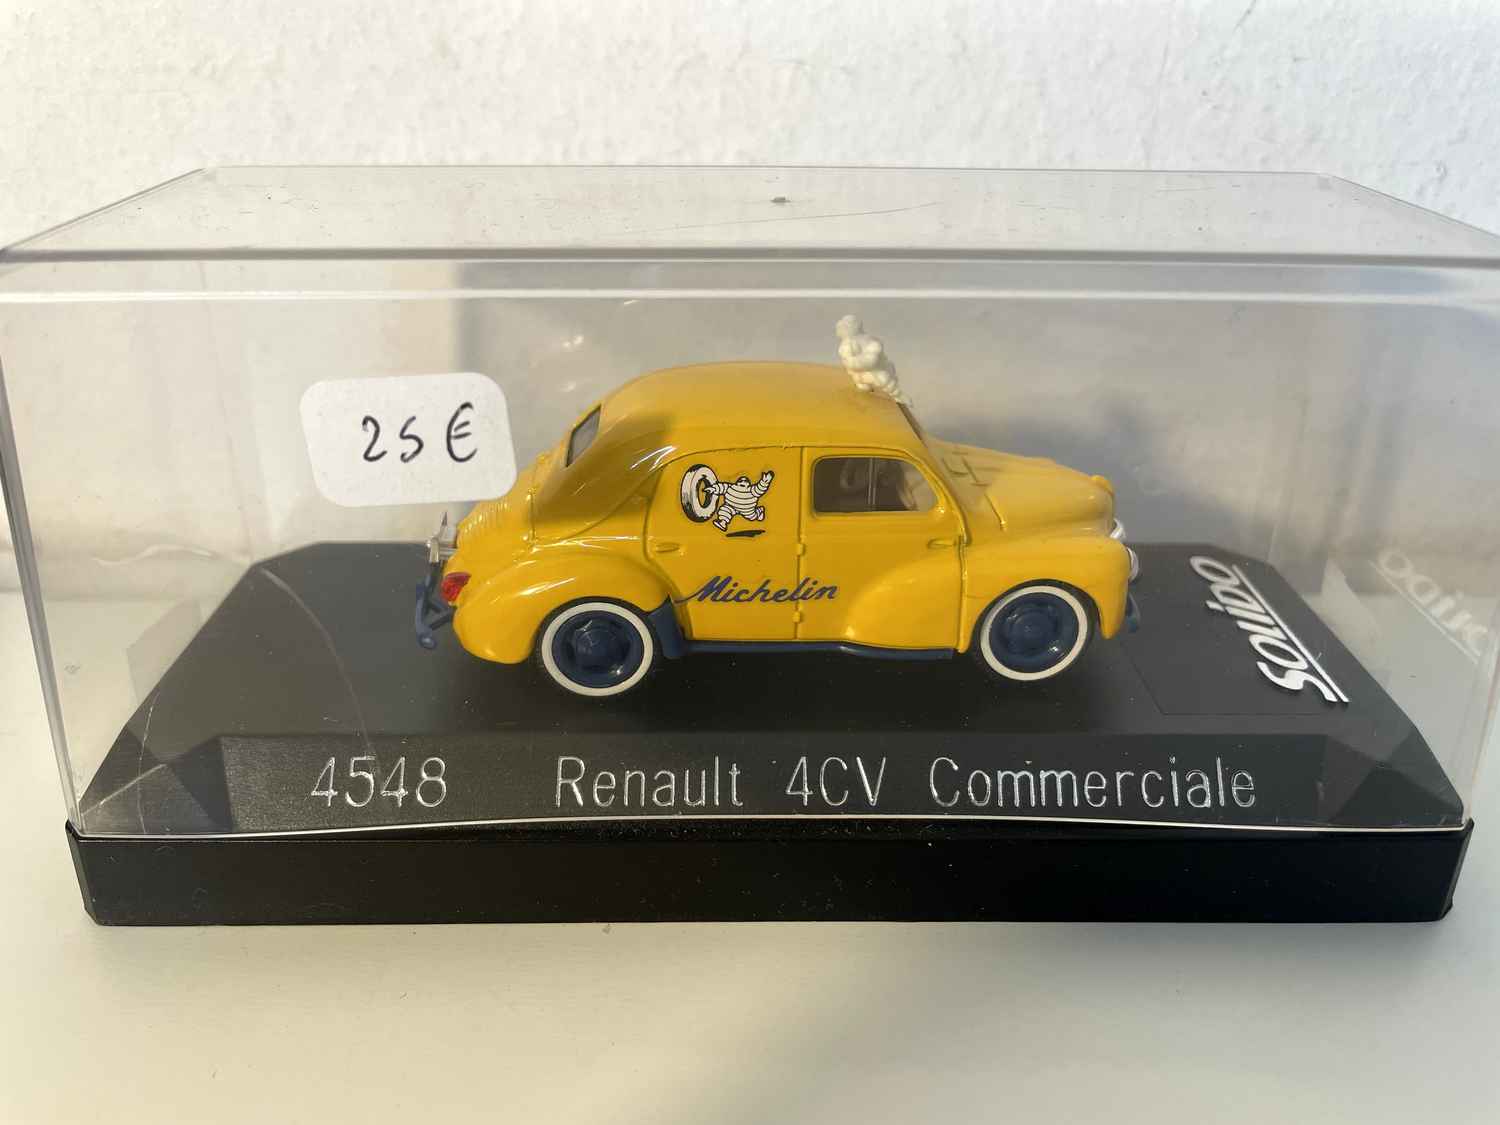 25€
Michelin
Solido
4548 Renault 4CV Commerciale